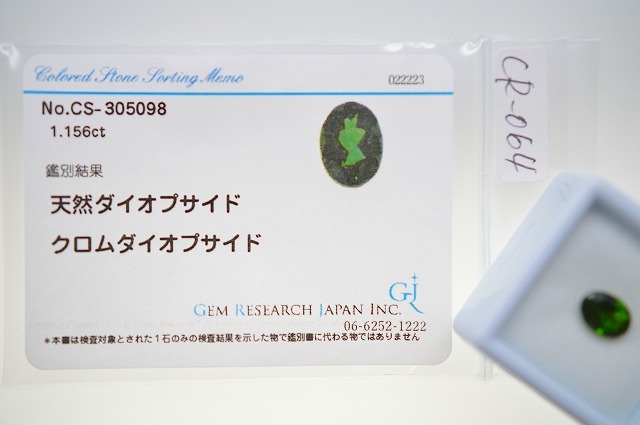 Colored Stone Sorting Memo
022223
No.CS-305098
1.156ct
鑑別結果
天然ダイオプサイド
クロムダイオプサイド
GJ
GEM RESEARCH JAPAN INC.
06-6252-1222
*本書は検査対象とされた1石のみの検査結果を示した物で鑑別書に代わる物ではありません
CR-064